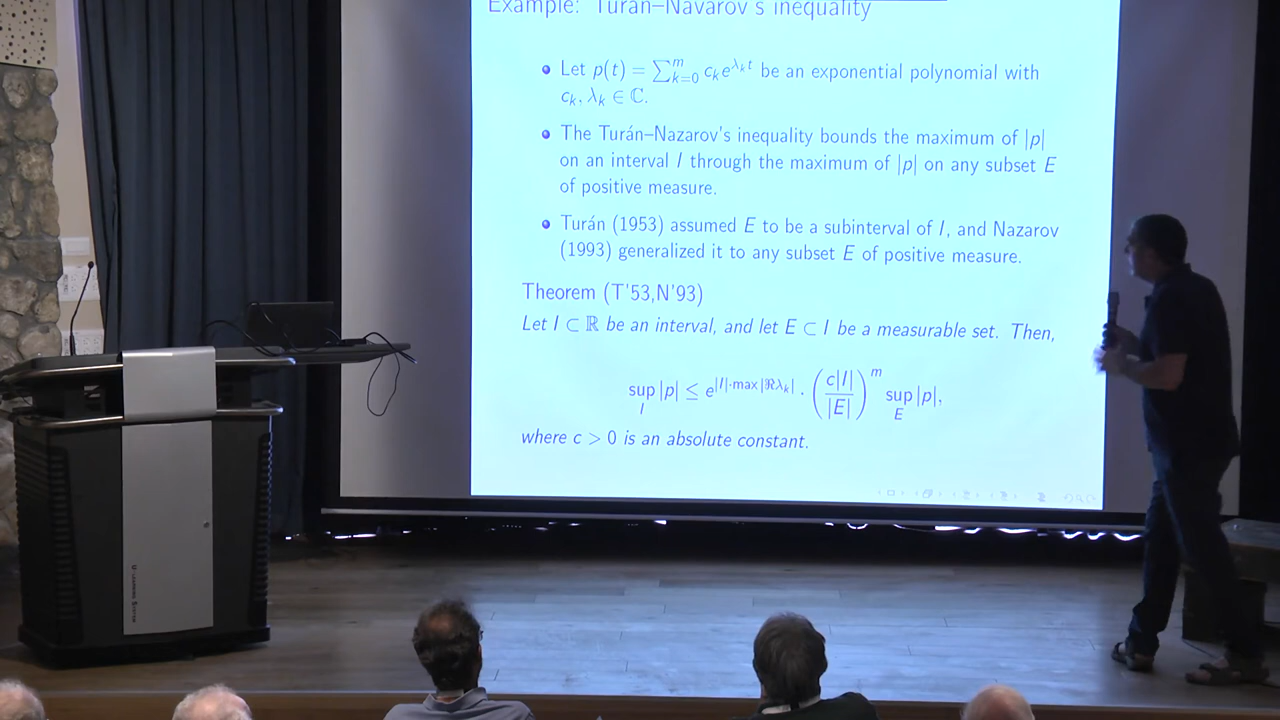 Example: Turán–Navarov's inequality
Let p(t) = ∑_{k=0}^{m} c_k e^{λ_k t} be an exponential polynomial with
c_k, λ_k ∈ ℂ.
The Turán–Nazarov's inequality bounds the maximum of |p|
on an interval I through the maximum of |p| on any subset E
of positive measure.
Turán (1953) assumed E to be a subinterval of I, and Nazarov
(1993) generalized it to any subset E of positive measure.
Theorem (T'53,N'93)
Let I ⊂ ℝ be an interval, and let E ⊂ I be a measurable set. Then,
sup_I |p| ≤ e^{|I|·max|ℜλ_k|} · (c|I|/|E|)^m sup_E |p|,
where c > 0 is an absolute constant.